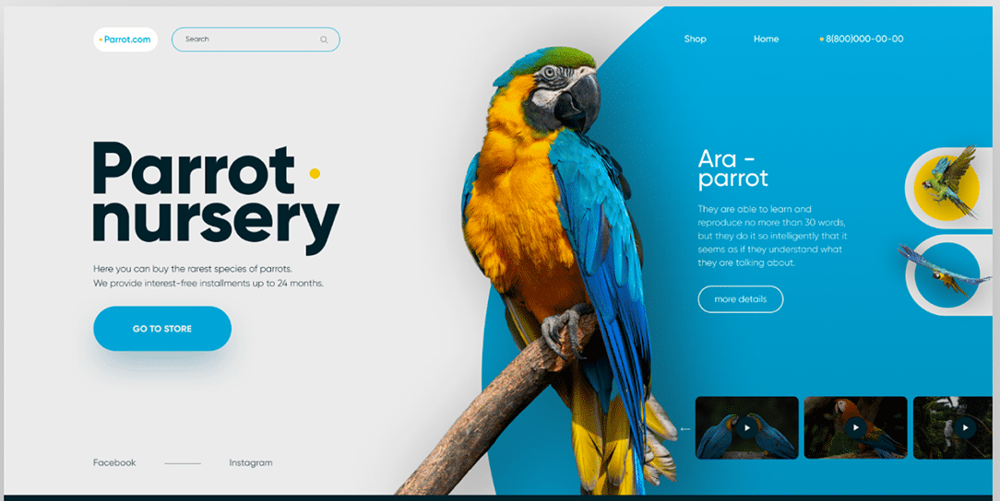 Parrot.com
Search
Shop
Home
8(800)000-00-00
Parrot
nursery
Here you can buy the rarest species of parrots.
We provide interest-free installments up to 24 months.
GO TO STORE
Facebook
Instagram
Ara -
parrot
They are able to learn and
reproduce no more than 30 words,
but they do it so intelligently that it
seems as if they understand what
they are talking about.
more details